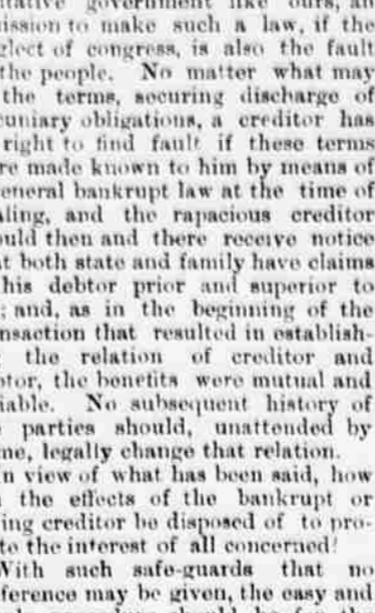 tative government like ours, an
ission to make such a law, if the
glect of congress, is also the fault
the people. No matter what may
the terms, securing discharge of
cuniary obligations, a creditor has
right to find fault if these terms
re made known to him by means of
eneral bankrupt law at the time of
aling, and the rapacious creditor
ould then and there receive notice
at both state and family have claims
his debtor prior and superior to
; and, as in the beginning of the
nsaction that resulted in establish-
the relation of creditor and
btor, the benefits were mutual and
iable. No subsequent history of
parties should, unattended by
me, legally change that relation.
n view of what has been said, how
the effects of the bankrupt or
ing creditor be disposed of to pro-
te the interest of all concerned?
With such safe-guards that no
ference may be given, the easy and